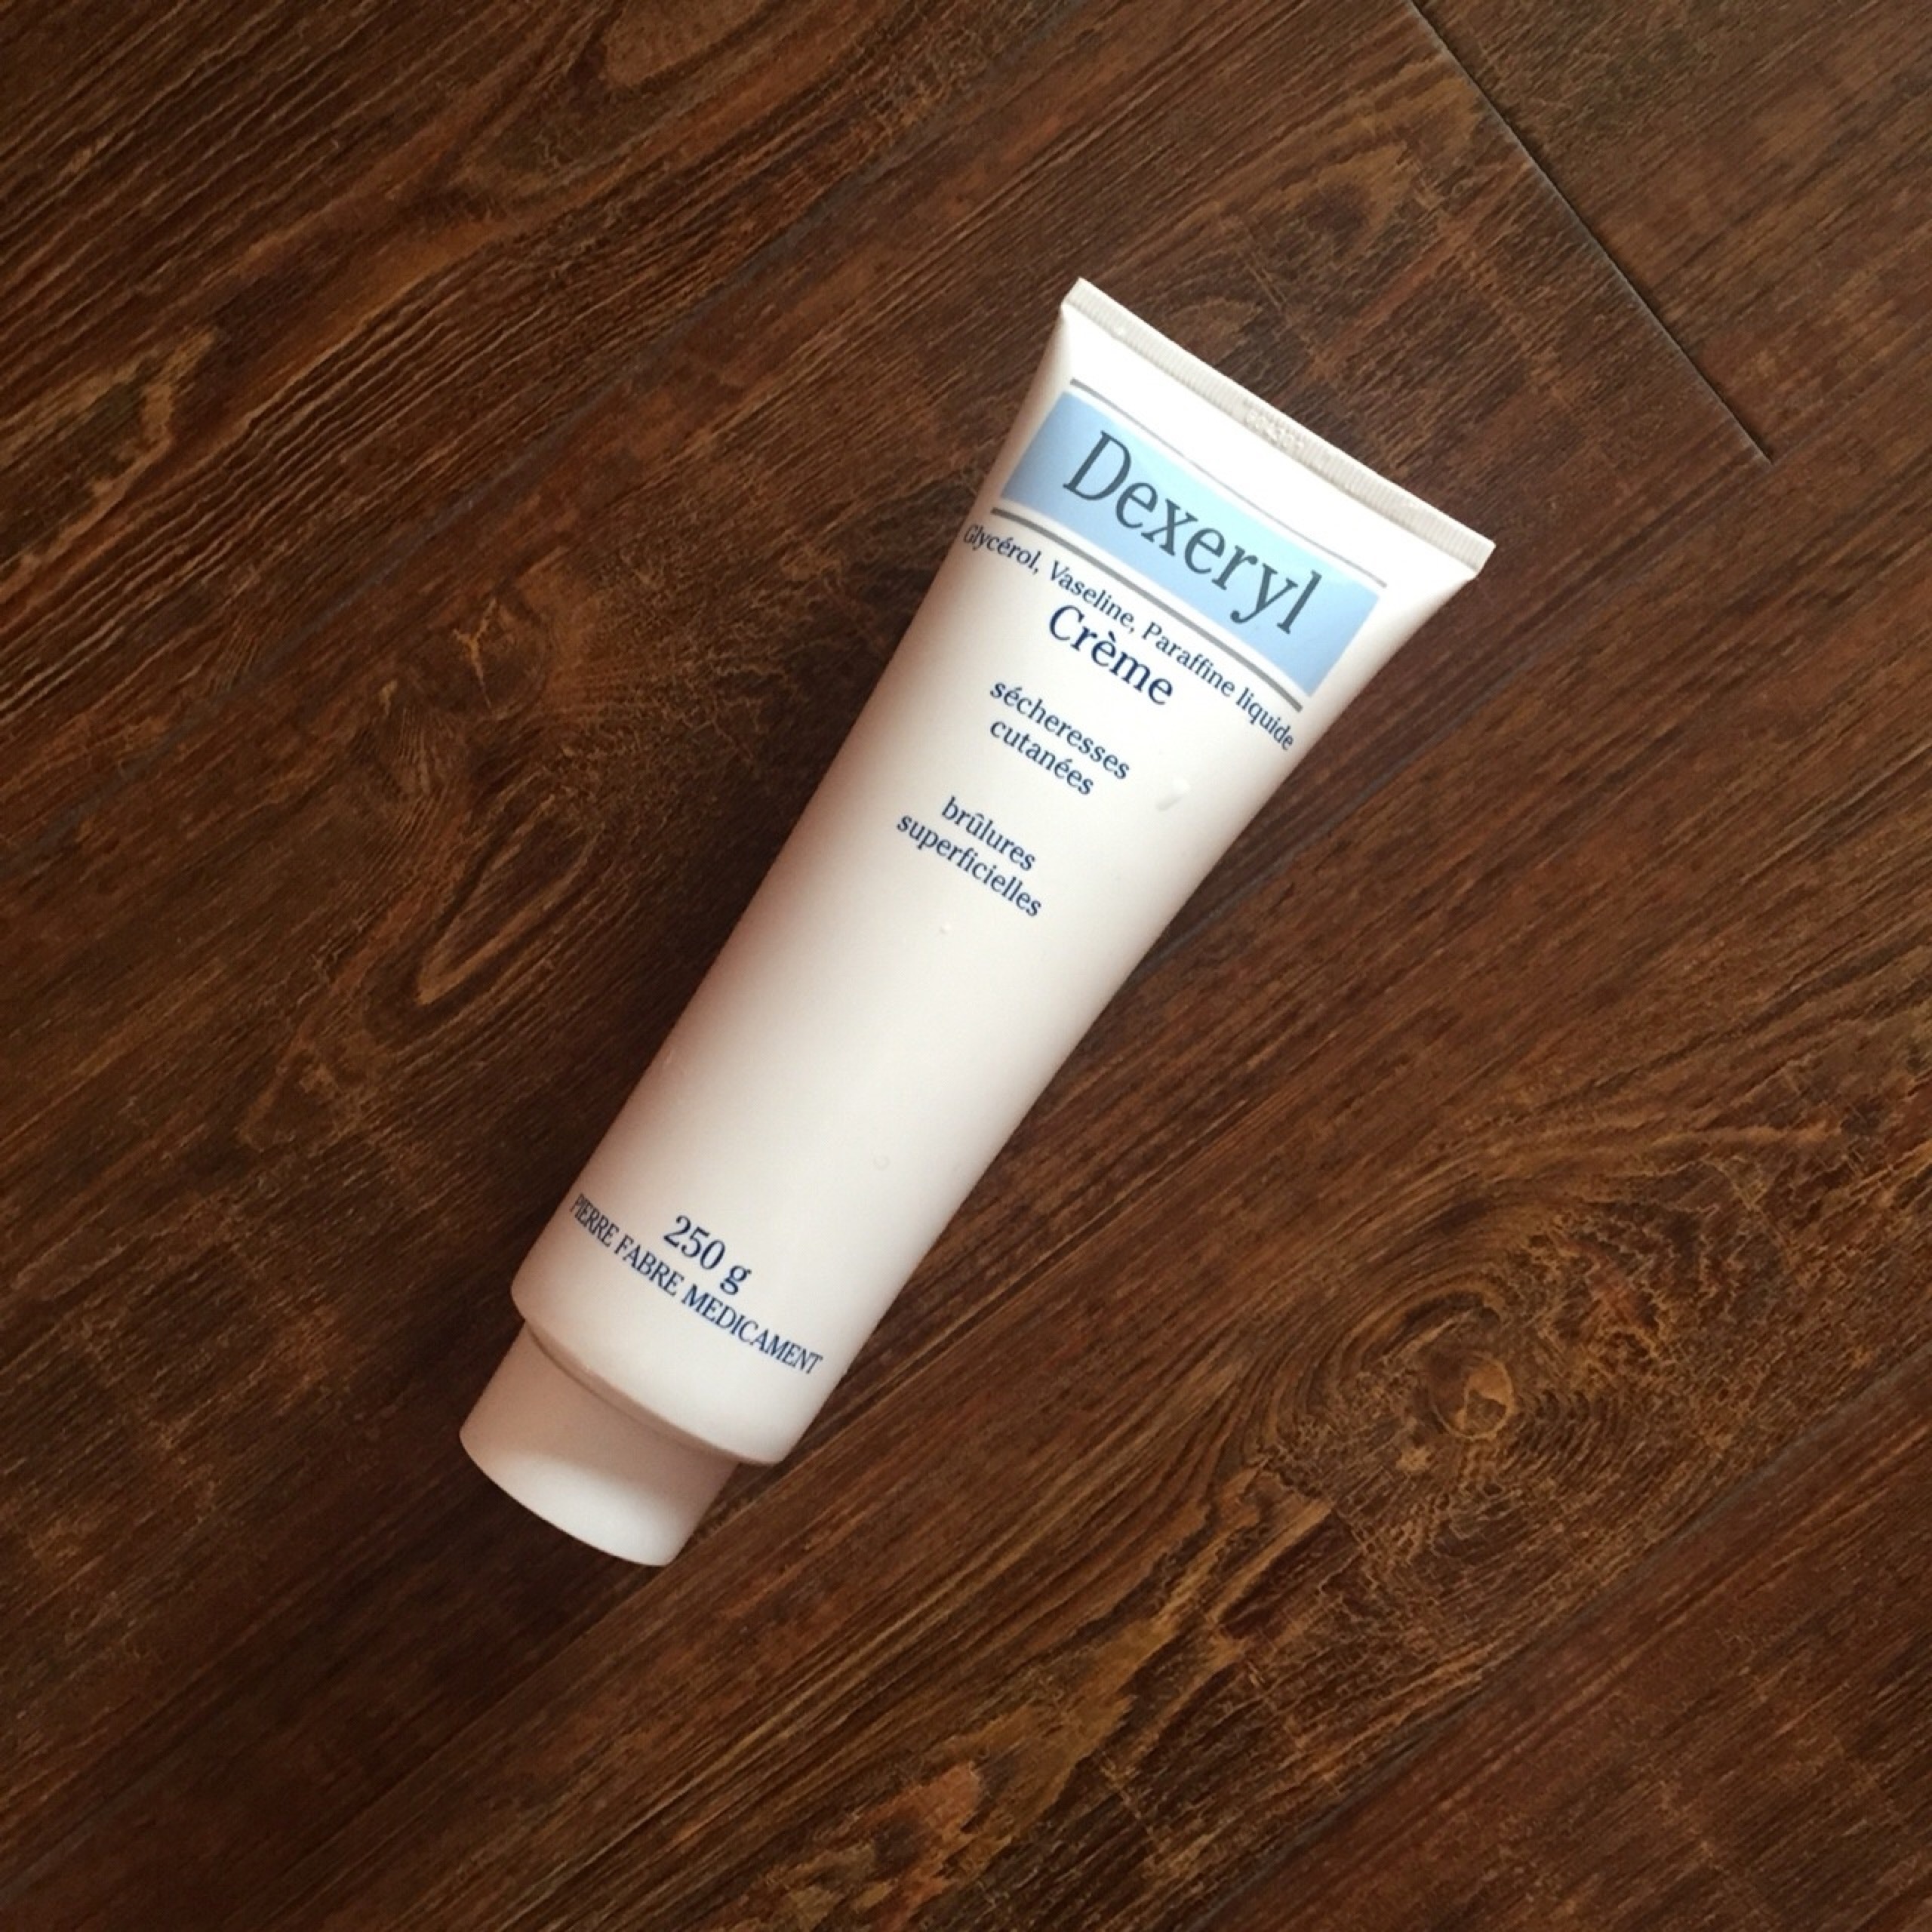 Dexeryl
Glycérol, Vaseline, Paraffine liquide
Crème
sécheresses
cutanées
brûlures
superficielles
250 g
PIERRE FABRE MEDICAMENT